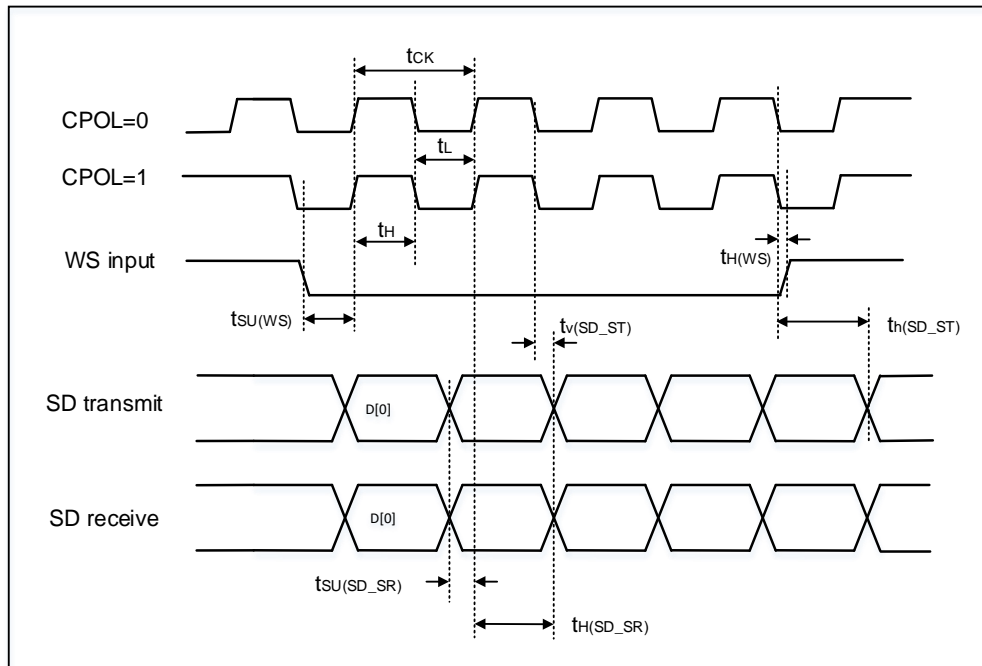 tCK
CPOL=0
tL
CPOL=1
tH
WS input
tH(WS)
tSU(WS)
tv(SD_ST)
th(SD_ST)
SD transmit
D[0]
SD receive
D[0]
tSU(SD_SR)
tH(SD_SR)